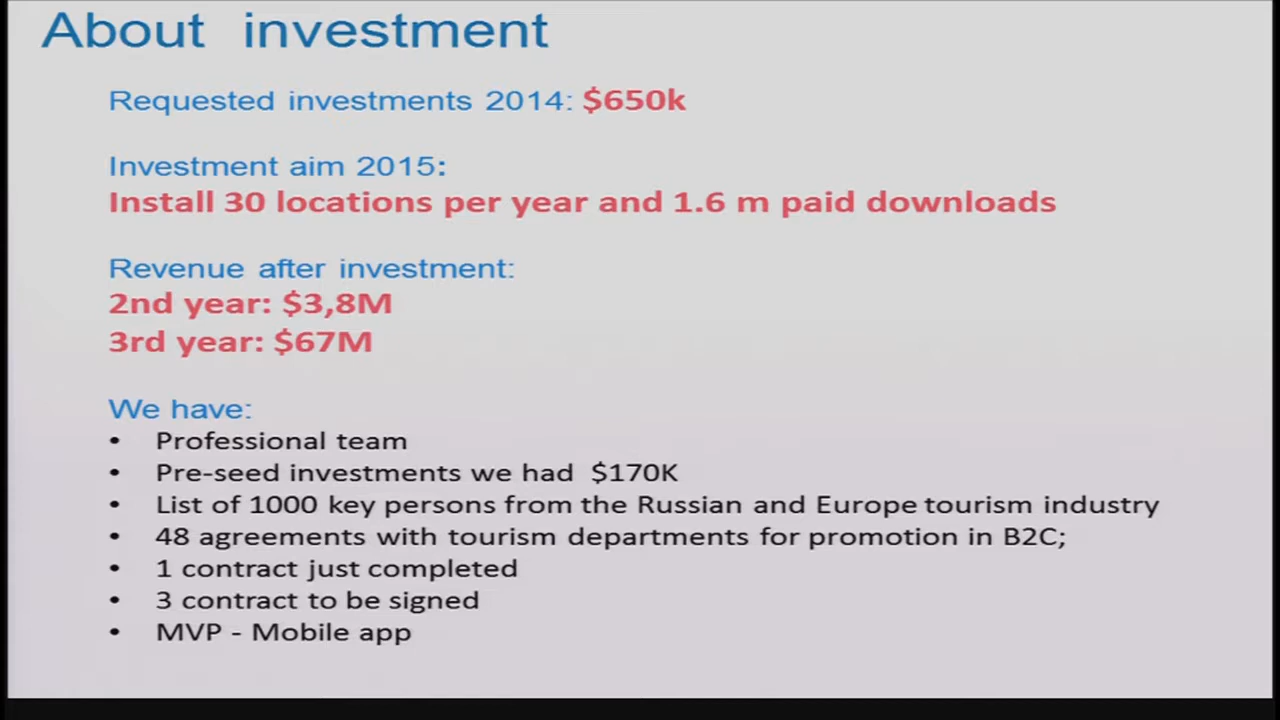 About investment
Requested investments 2014: $650k
Investment aim 2015:
Install 30 locations per year and 1.6 m paid downloads
Revenue after investment:
2nd year: $3,8M
3rd year: $67M
We have:
• Professional team
• Pre-seed investments we had $170K
• List of 1000 key persons from the Russian and Europe tourism industry
• 48 agreements with tourism departments for promotion in B2C;
• 1 contract just completed
• 3 contract to be signed
• MVP - Mobile app